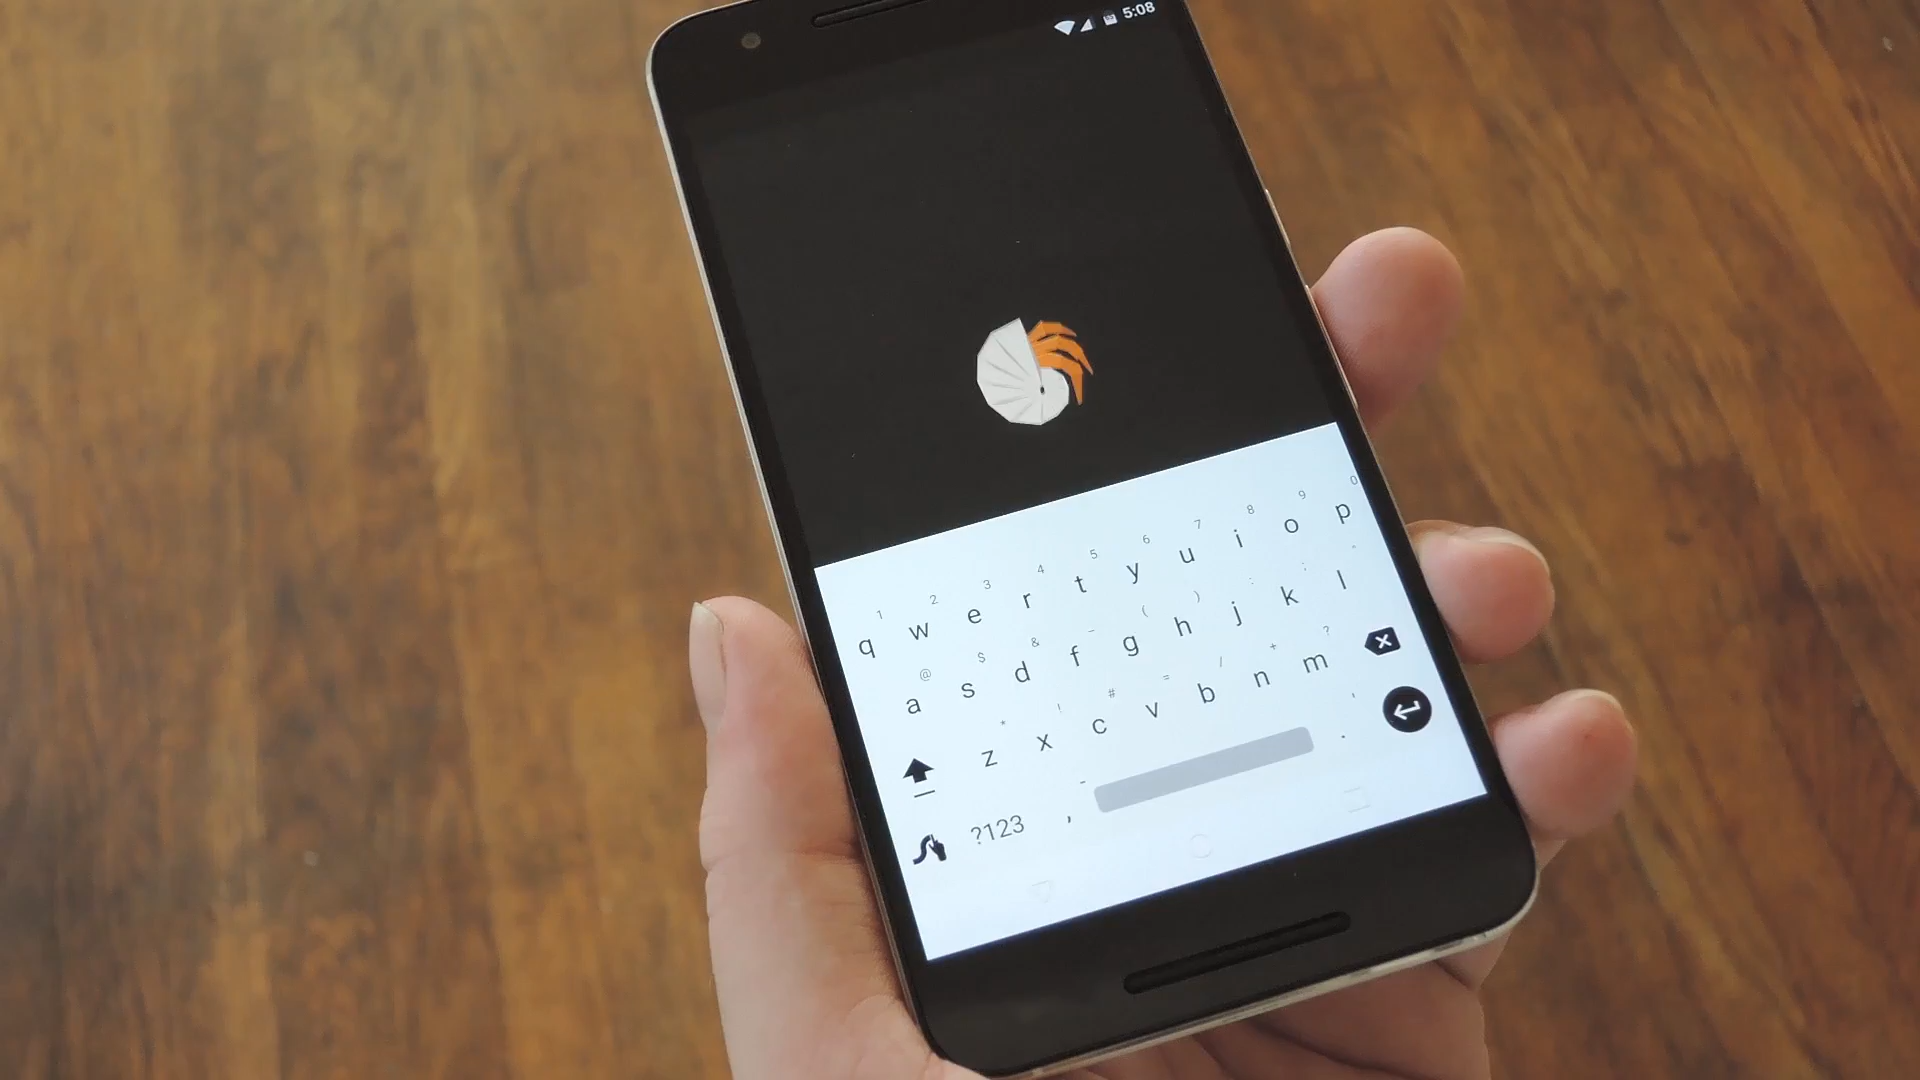 5:08
1 2 3 4 5 6 7 8 9 0
q w e r t y u i o p
@ $ & - ( ) : ; "
a s d f g h j k l
* ! # = / + ?
z x c v b n m
- '
?123 , .